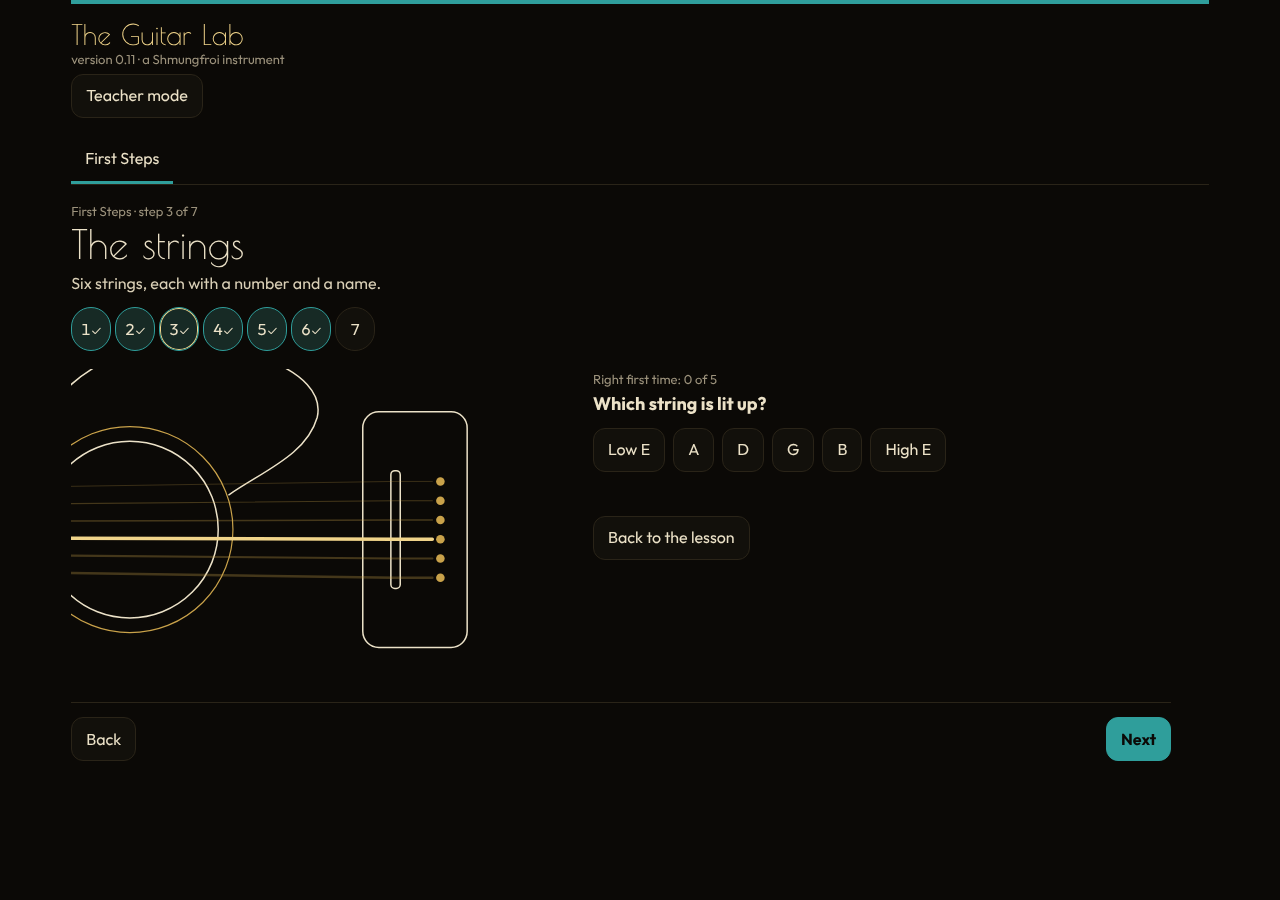 The Guitar Lab
version 0.11 · a Shmungfroi instrument
Teacher mode
First Steps
First Steps · step 3 of 7
The strings
Six strings, each with a number and a name.
1✓ 2✓ 3✓ 4✓ 5✓ 6✓ 7
Right first time: 0 of 5
Which string is lit up?
Low E A D G B High E
Back to the lesson
Back Next